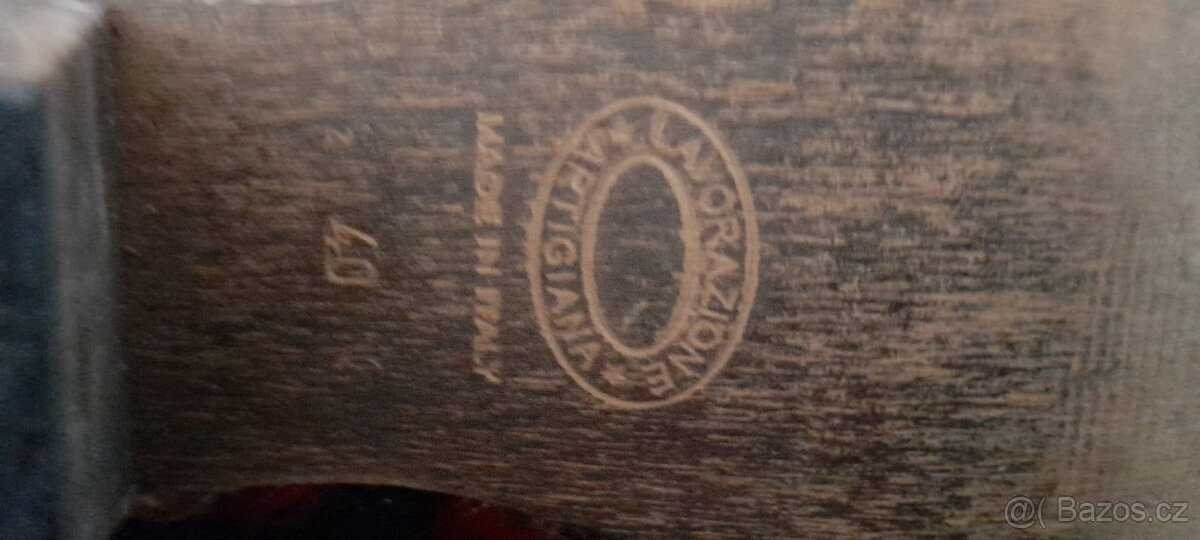 LAVORAZIONE
ARTIGIANA
MADE IN ITALY
40
@( Bazos.cz